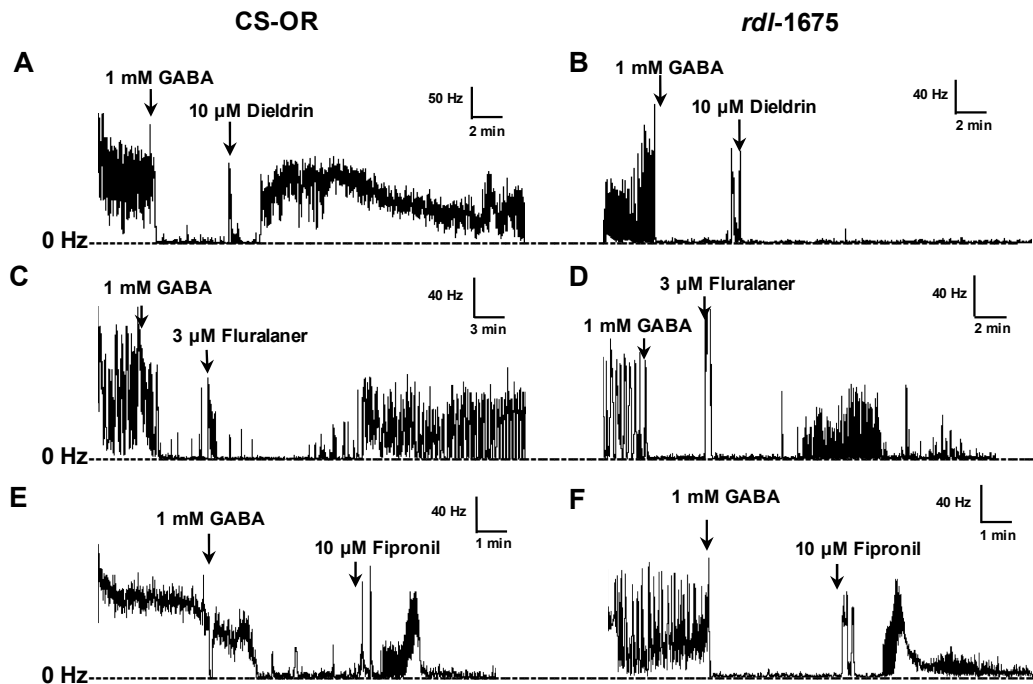 CS-OR
rdl-1675
A
1 mM GABA
10 µM Dieldrin
50 Hz
2 min
B
1 mM GABA
10 µM Dieldrin
40 Hz
2 min
0 Hz
C
1 mM GABA
3 µM Fluralaner
40 Hz
3 min
D
3 µM Fluralaner
1 mM GABA
40 Hz
2 min
0 Hz
E
1 mM GABA
10 µM Fipronil
40 Hz
1 min
F
1 mM GABA
10 µM Fipronil
40 Hz
1 min
0 Hz